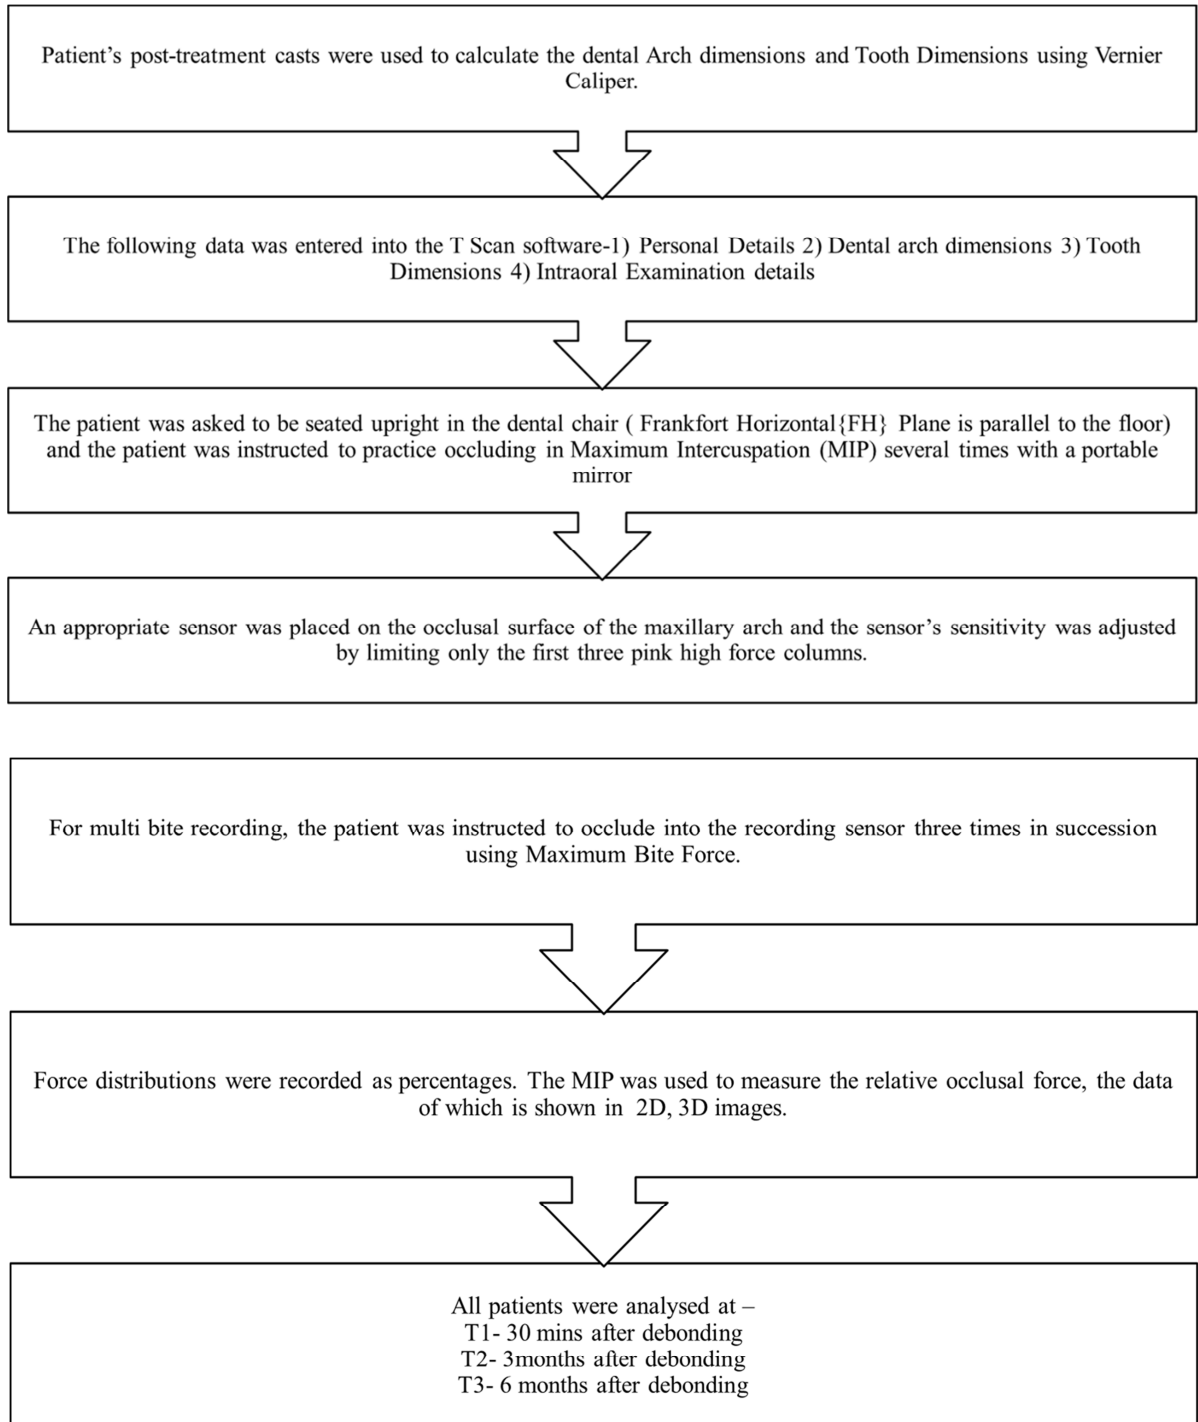 Patient’s post-treatment casts were used to calculate the dental Arch dimensions and Tooth Dimensions using Vernier
Caliper.
The following data was entered into the T Scan software-1) Personal Details 2) Dental arch dimensions 3) Tooth
Dimensions 4) Intraoral Examination details
The patient was asked to be seated upright in the dental chair ( Frankfort Horizontal{FH} Plane is parallel to the floor)
and the patient was instructed to practice occluding in Maximum Intercuspation (MIP) several times with a portable
mirror
An appropriate sensor was placed on the occlusal surface of the maxillary arch and the sensor’s sensitivity was adjusted
by limiting only the first three pink high force columns.
For multi bite recording, the patient was instructed to occlude into the recording sensor three times in succession
using Maximum Bite Force.
Force distributions were recorded as percentages. The MIP was used to measure the relative occlusal force, the data
of which is shown in 2D, 3D images.
All patients were analysed at –
T1- 30 mins after debonding
T2- 3months after debonding
T3- 6 months after debonding